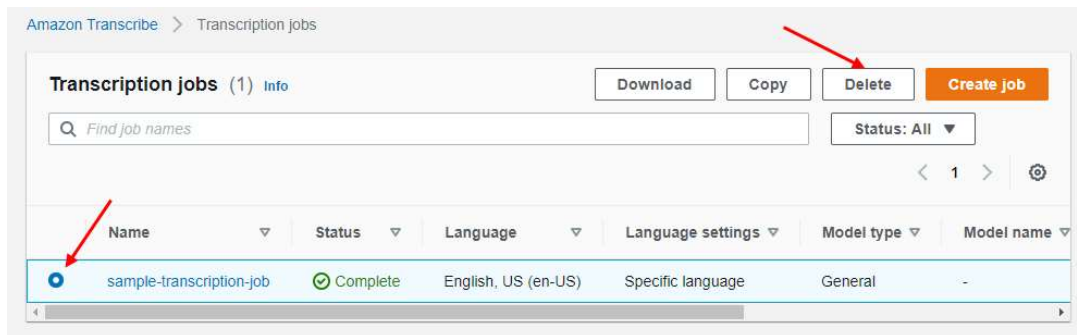 Amazon Transcribe > Transcription jobs
Transcription jobs (1) Info
Download
Copy
Delete
Create job
Find job names
Status: All
1
Name
Status
Language
Language settings
Model type
Model name
sample-transcription-job
Complete
English, US (en-US)
Specific language
General
-